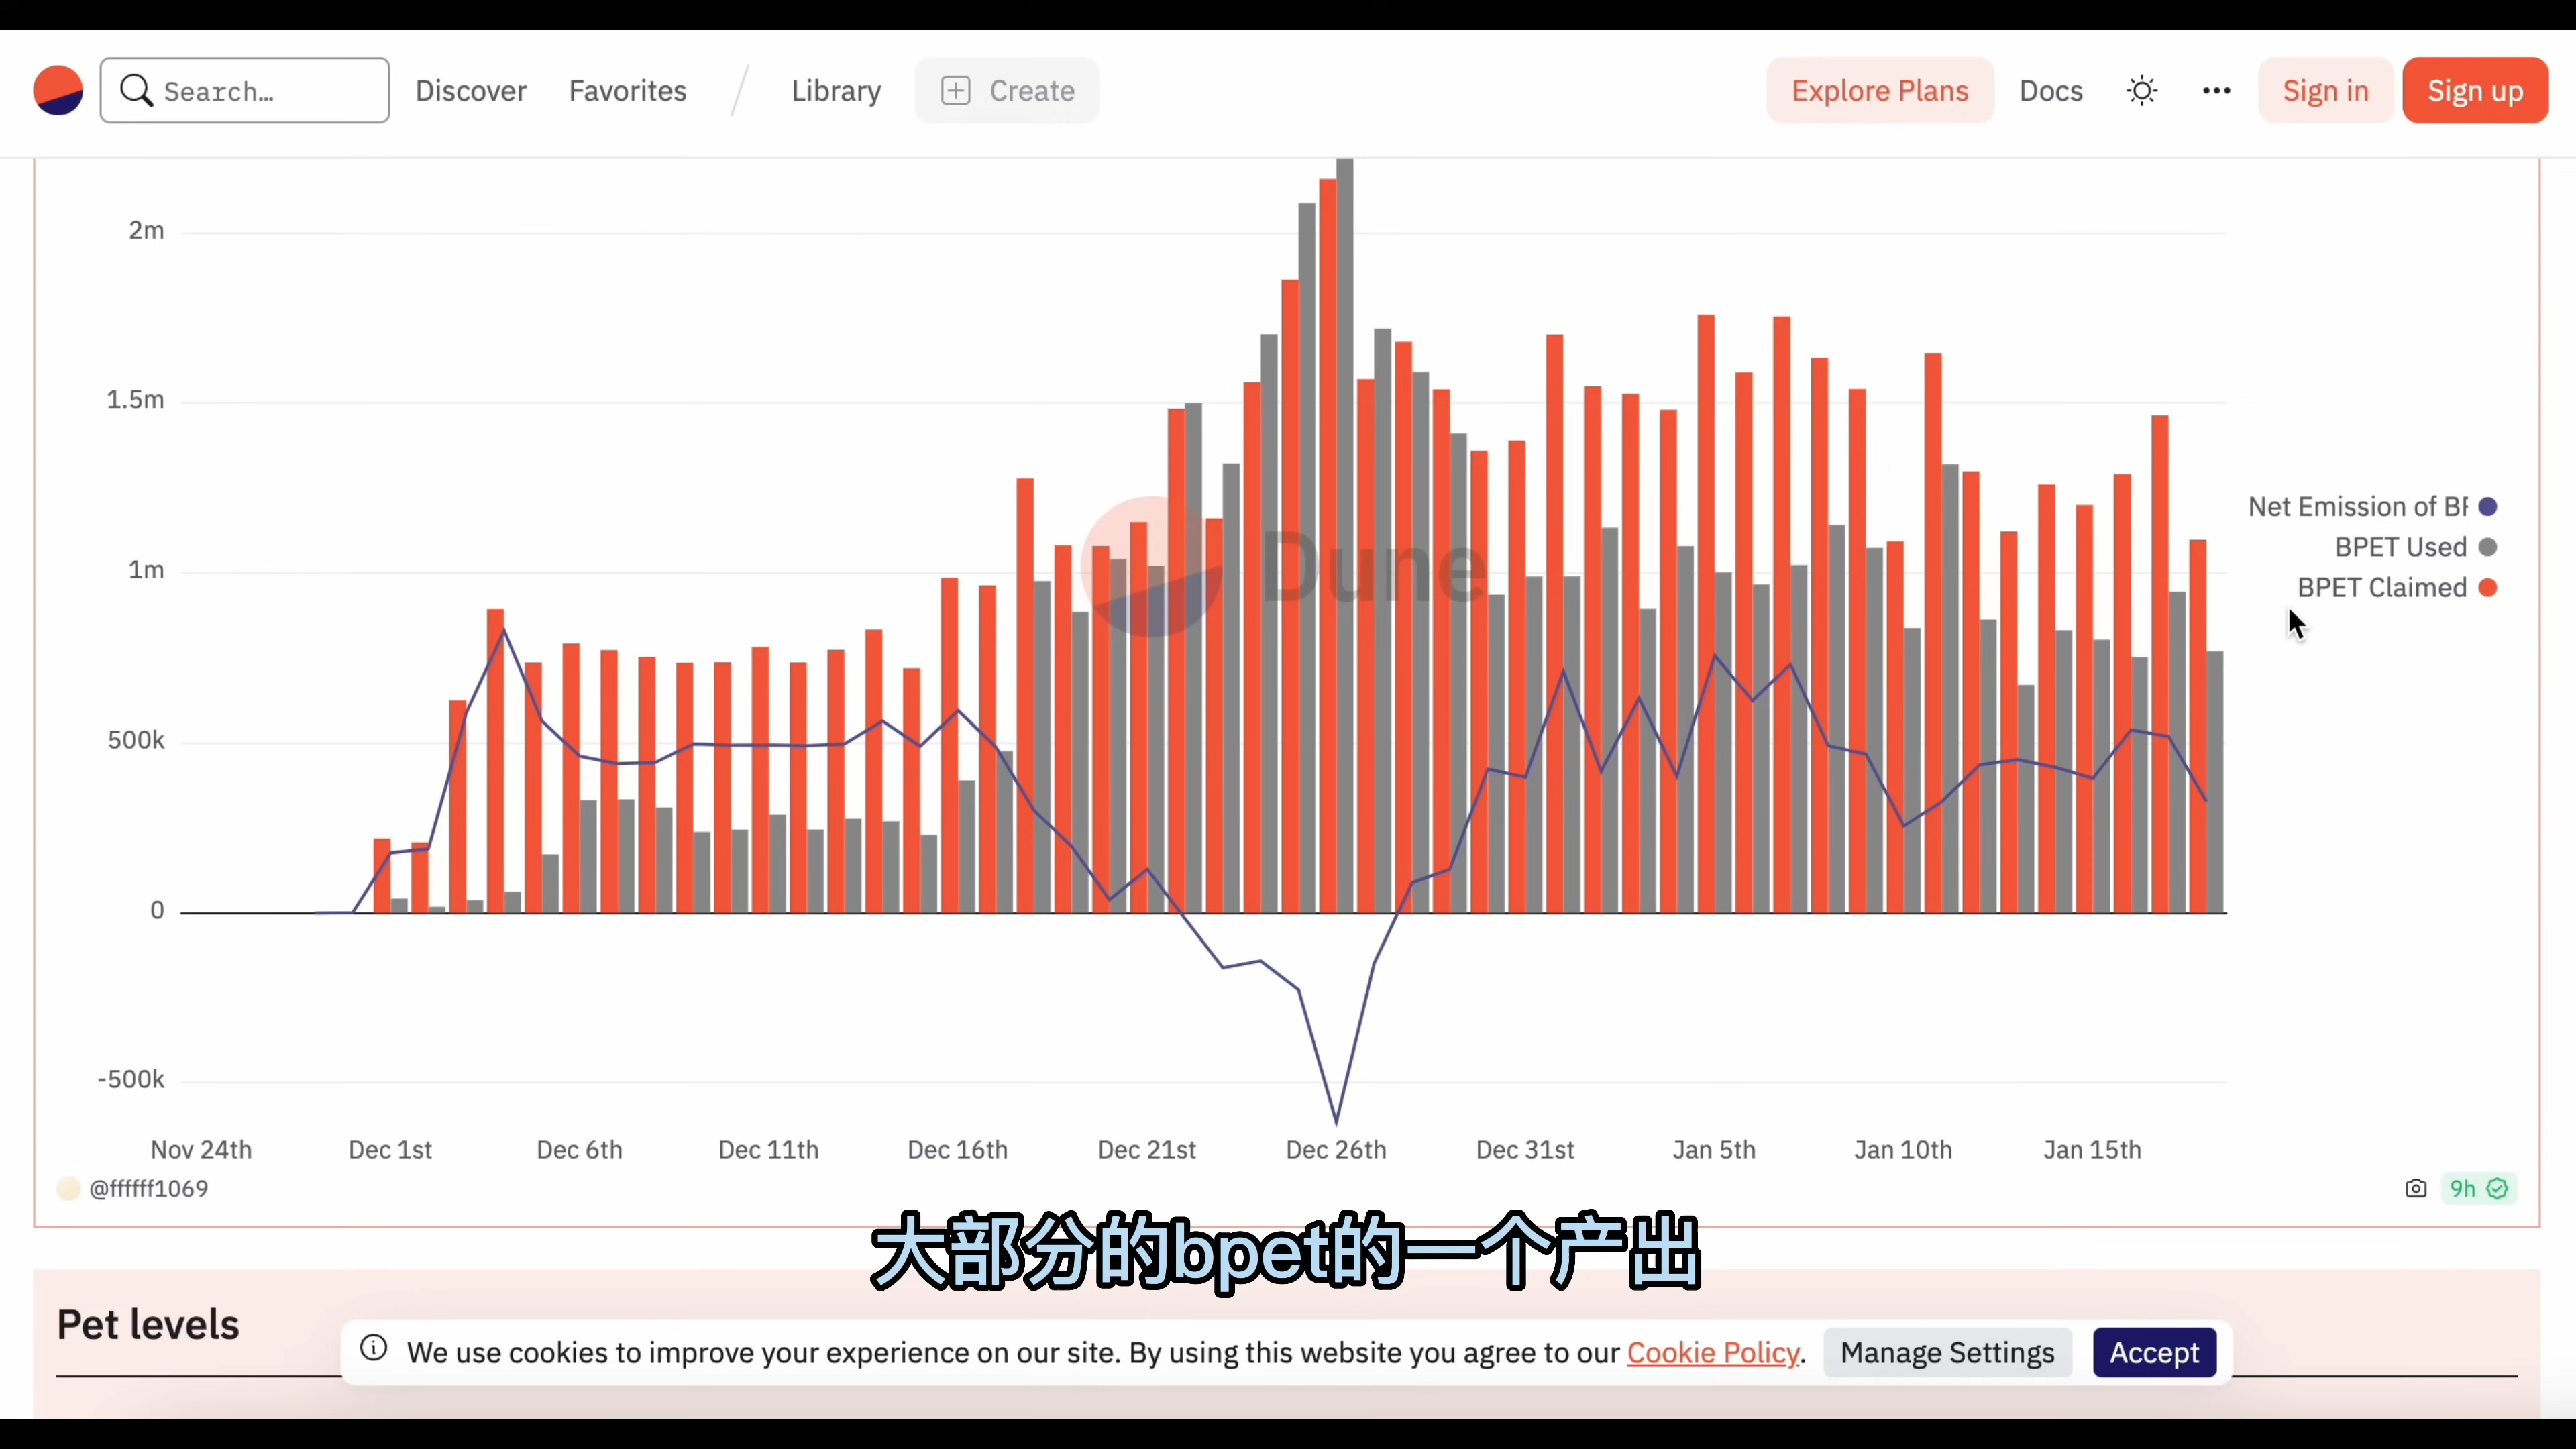 Search…
Discover
Favorites
Library
Create
Explore Plans
Docs
Sign in
Sign up
2m
1.5m
1m
500k
0
-500k
Dune
Net Emission of BF
BPET Used
BPET Claimed
Nov 24th
Dec 1st
Dec 6th
Dec 11th
Dec 16th
Dec 21st
Dec 26th
Dec 31st
Jan 5th
Jan 10th
Jan 15th
@ffffff1069
9h
大部分的bpet的一个产出
Pet levels
We use cookies to improve your experience on our site. By using this website you agree to our Cookie Policy.
Manage Settings
Accept